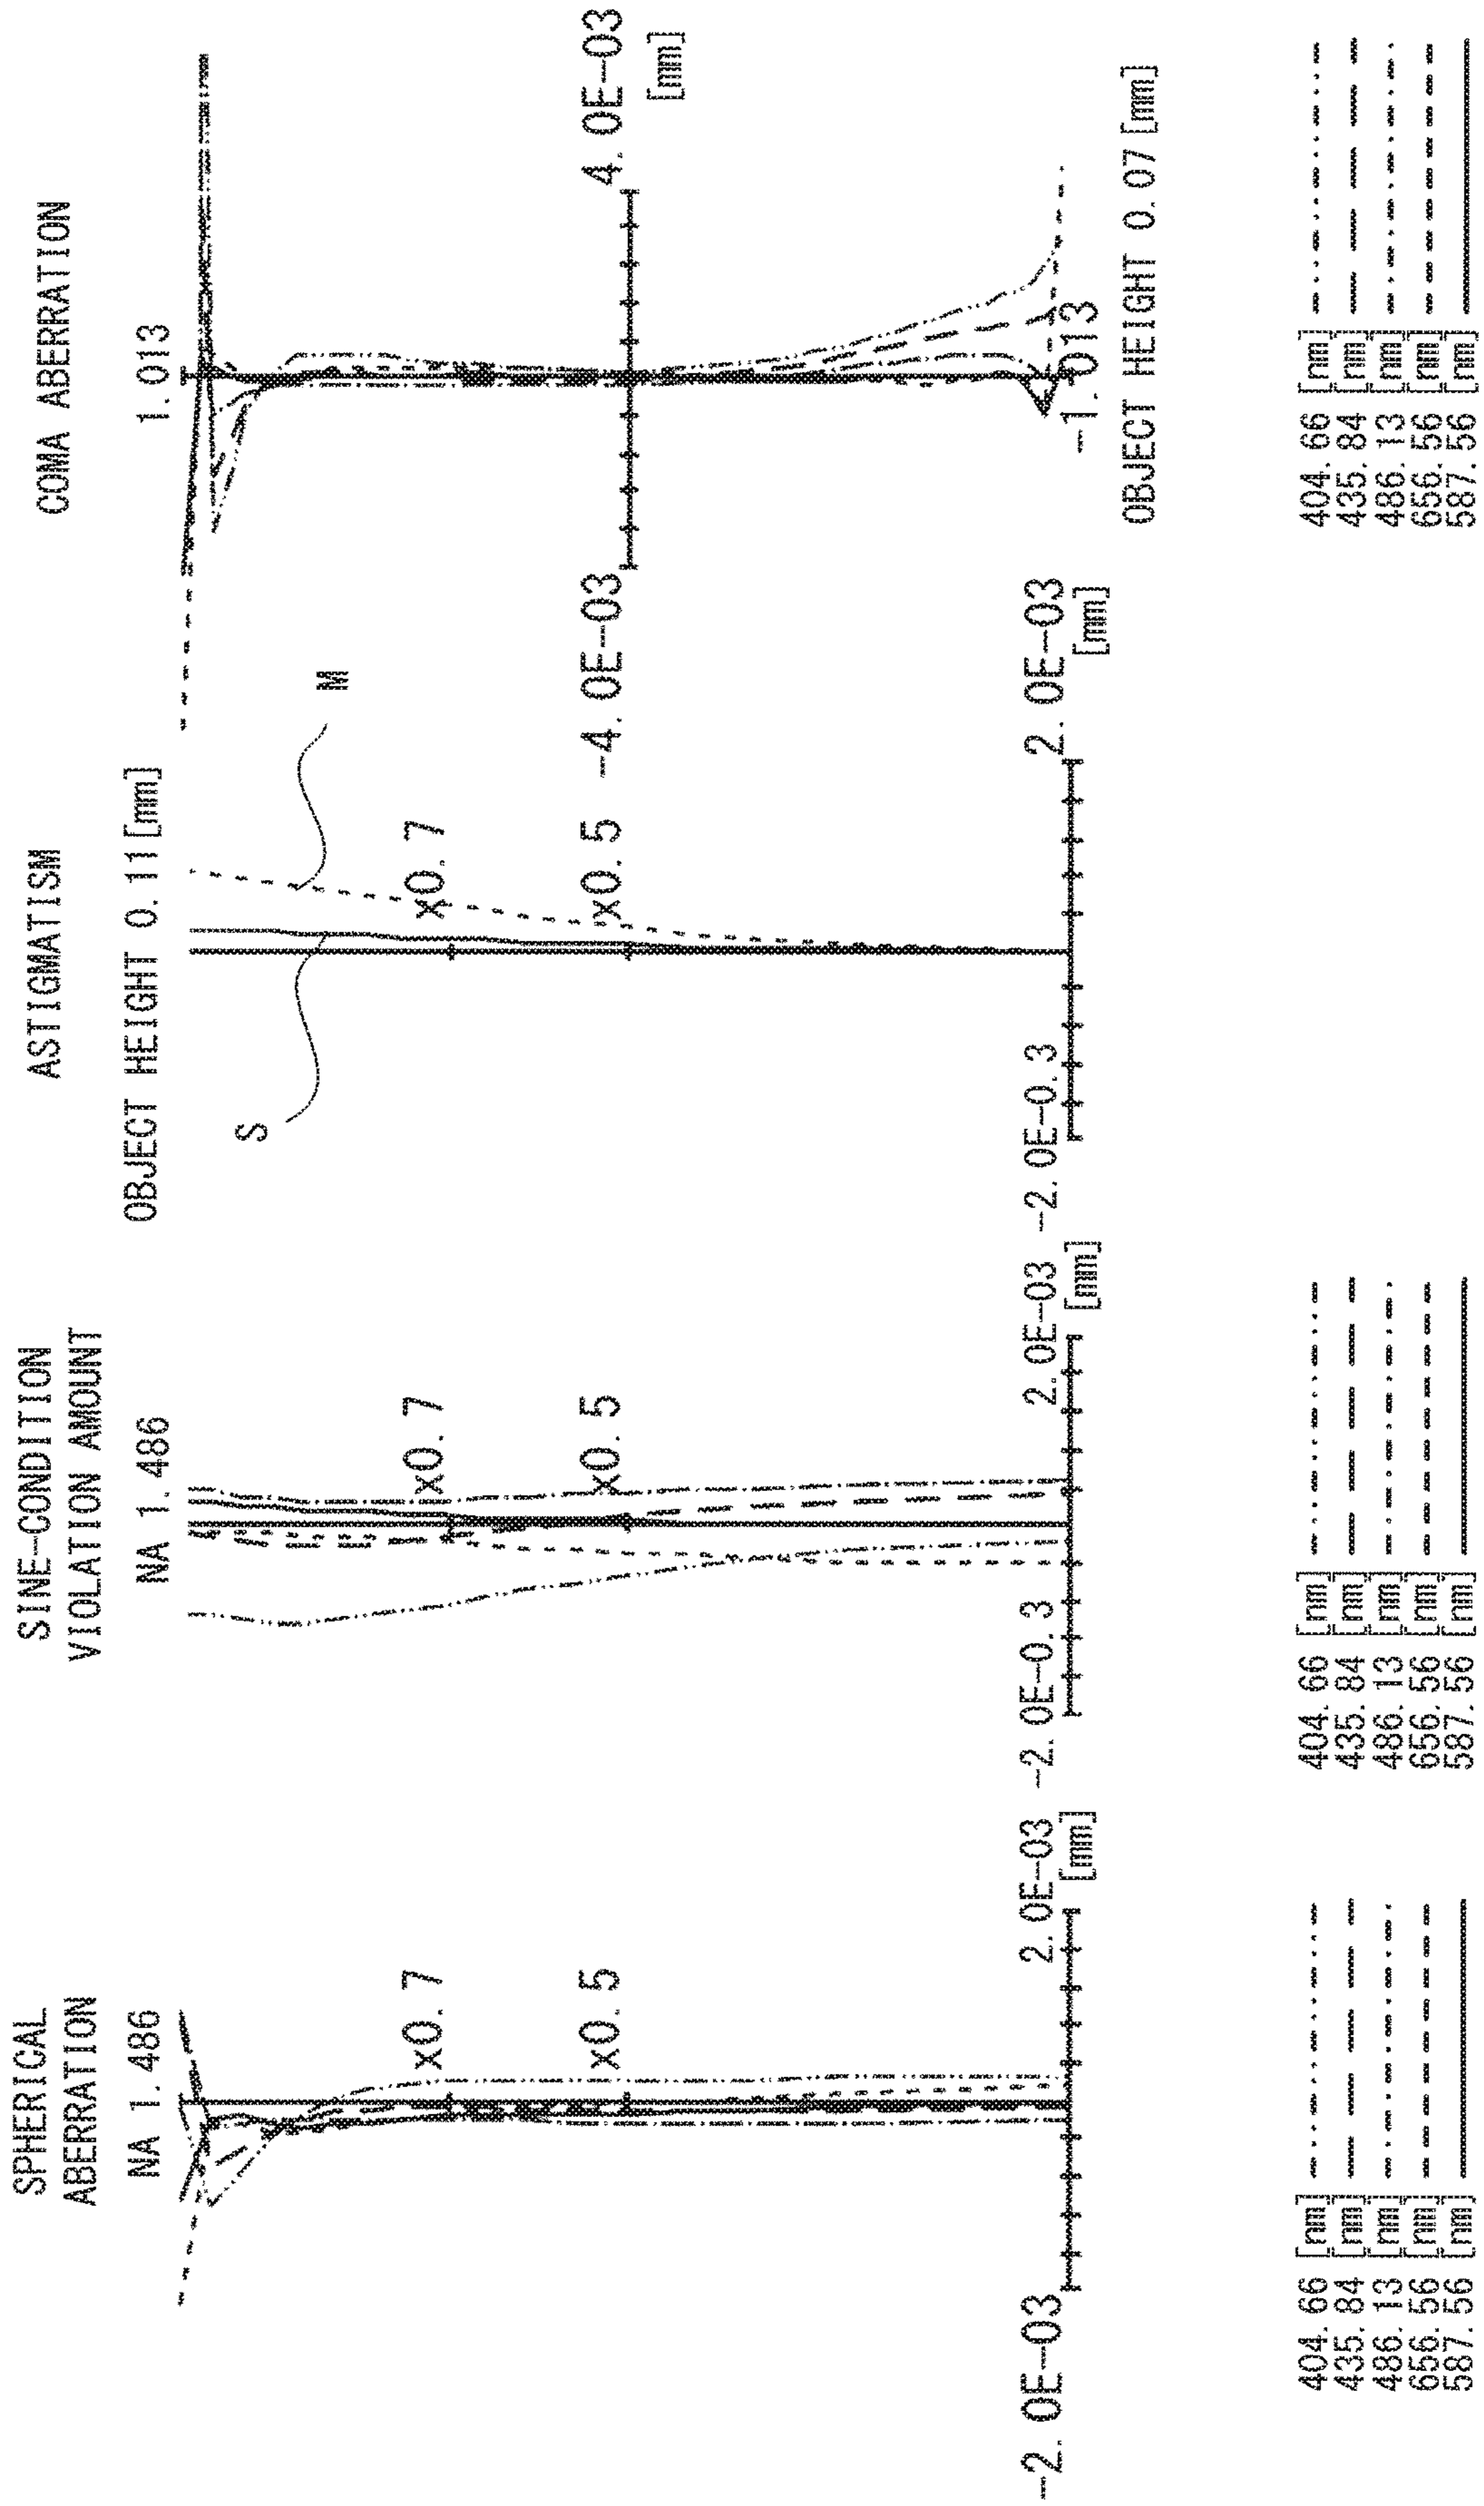 SPHERICAL
ABERRATION
NA 1.486
x0.7
x0.5
-2.0E-03
2.0E-03
[mm]
404.66 [nm]
435.84 [nm]
486.13 [nm]
656.56 [nm]
587.56 [nm]
SINE-CONDITION
VIOLATION AMOUNT
NA 1.486
x0.7
x0.5
-2.0E-0.3
2.0E-03
[mm]
404.66 [nm]
435.84 [nm]
486.13 [nm]
656.56 [nm]
587.56 [nm]
ASTIGMATISM
OBJECT HEIGHT 0.11[mm]
S
M
x0.7
x0.5
-2.0E-0.3
2.0E-03
[mm]
COMA ABERRATION
1.013
-4.0E-03
4.0E-03
[mm]
-1.013
OBJECT HEIGHT 0.07[mm]
404.66 [nm]
435.84 [nm]
486.13 [nm]
656.56 [nm]
587.56 [nm]